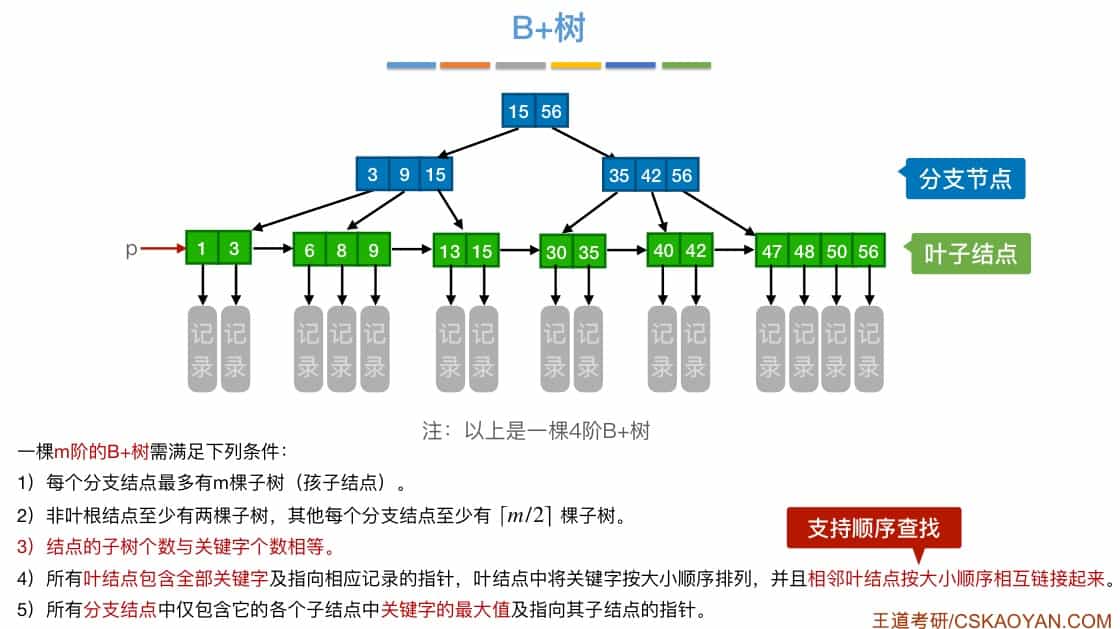 B+树
15 56
3 9 15 35 42 56
分支节点
p 1 3 6 8 9 13 15 30 35 40 42 47 48 50 56
叶子结点
记录 记录 记录 记录 记录 记录 记录 记录 记录 记录 记录 记录 记录 记录 记录
注：以上是一棵4阶B+树
一棵m阶的B+树需满足下列条件：
1）每个分支结点最多有m棵子树（孩子结点）。
2）非叶根结点至少有两棵子树，其他每个分支结点至少有 ⌈m/2⌉ 棵子树。
支持顺序查找
3）结点的子树个数与关键字个数相等。
4）所有叶结点包含全部关键字及指向相应记录的指针，叶结点中将关键字按大小顺序排列，并且相邻叶结点按大小顺序相互链接起来。
5）所有分支结点中仅包含它的各个子结点中关键字的最大值及指向其子结点的指针。
王道考研/CSKAOYAN.COM